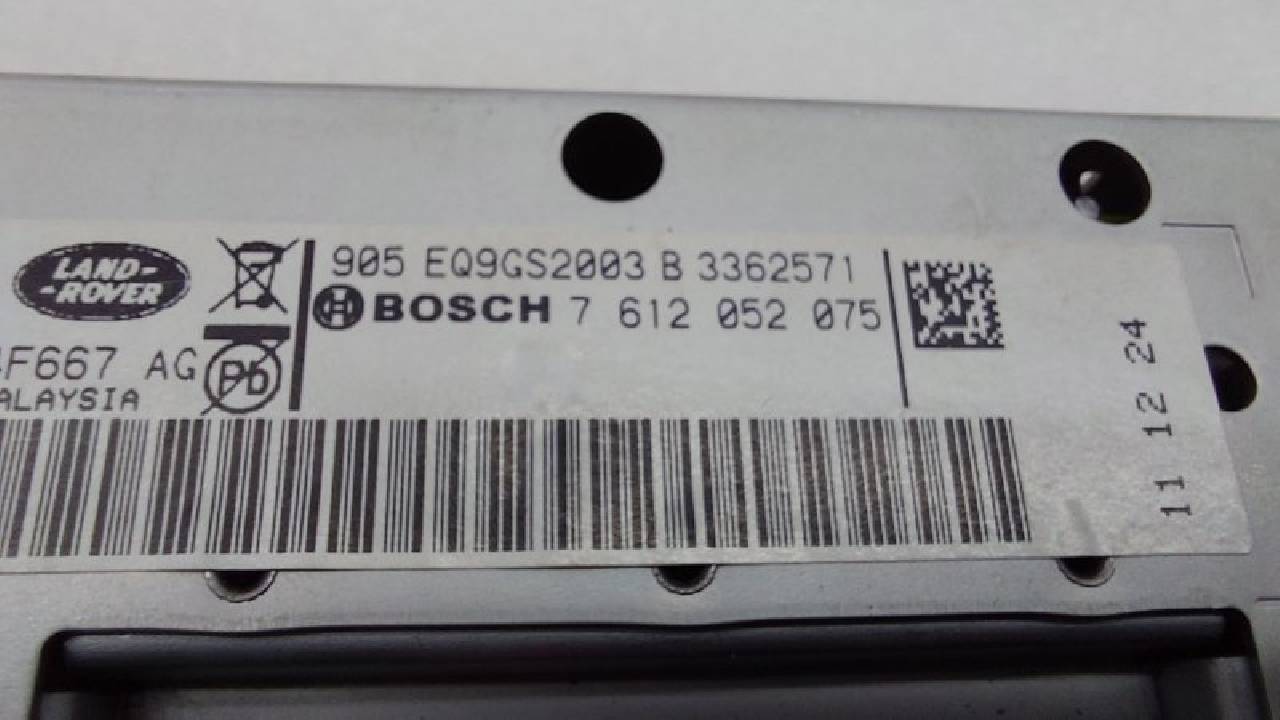 LAND-
-ROVER
905 EQ9GS2003 B 3362571
BOSCH 7 612 052 075
F667 AG
Pb
ALAYSIA
11 12 24